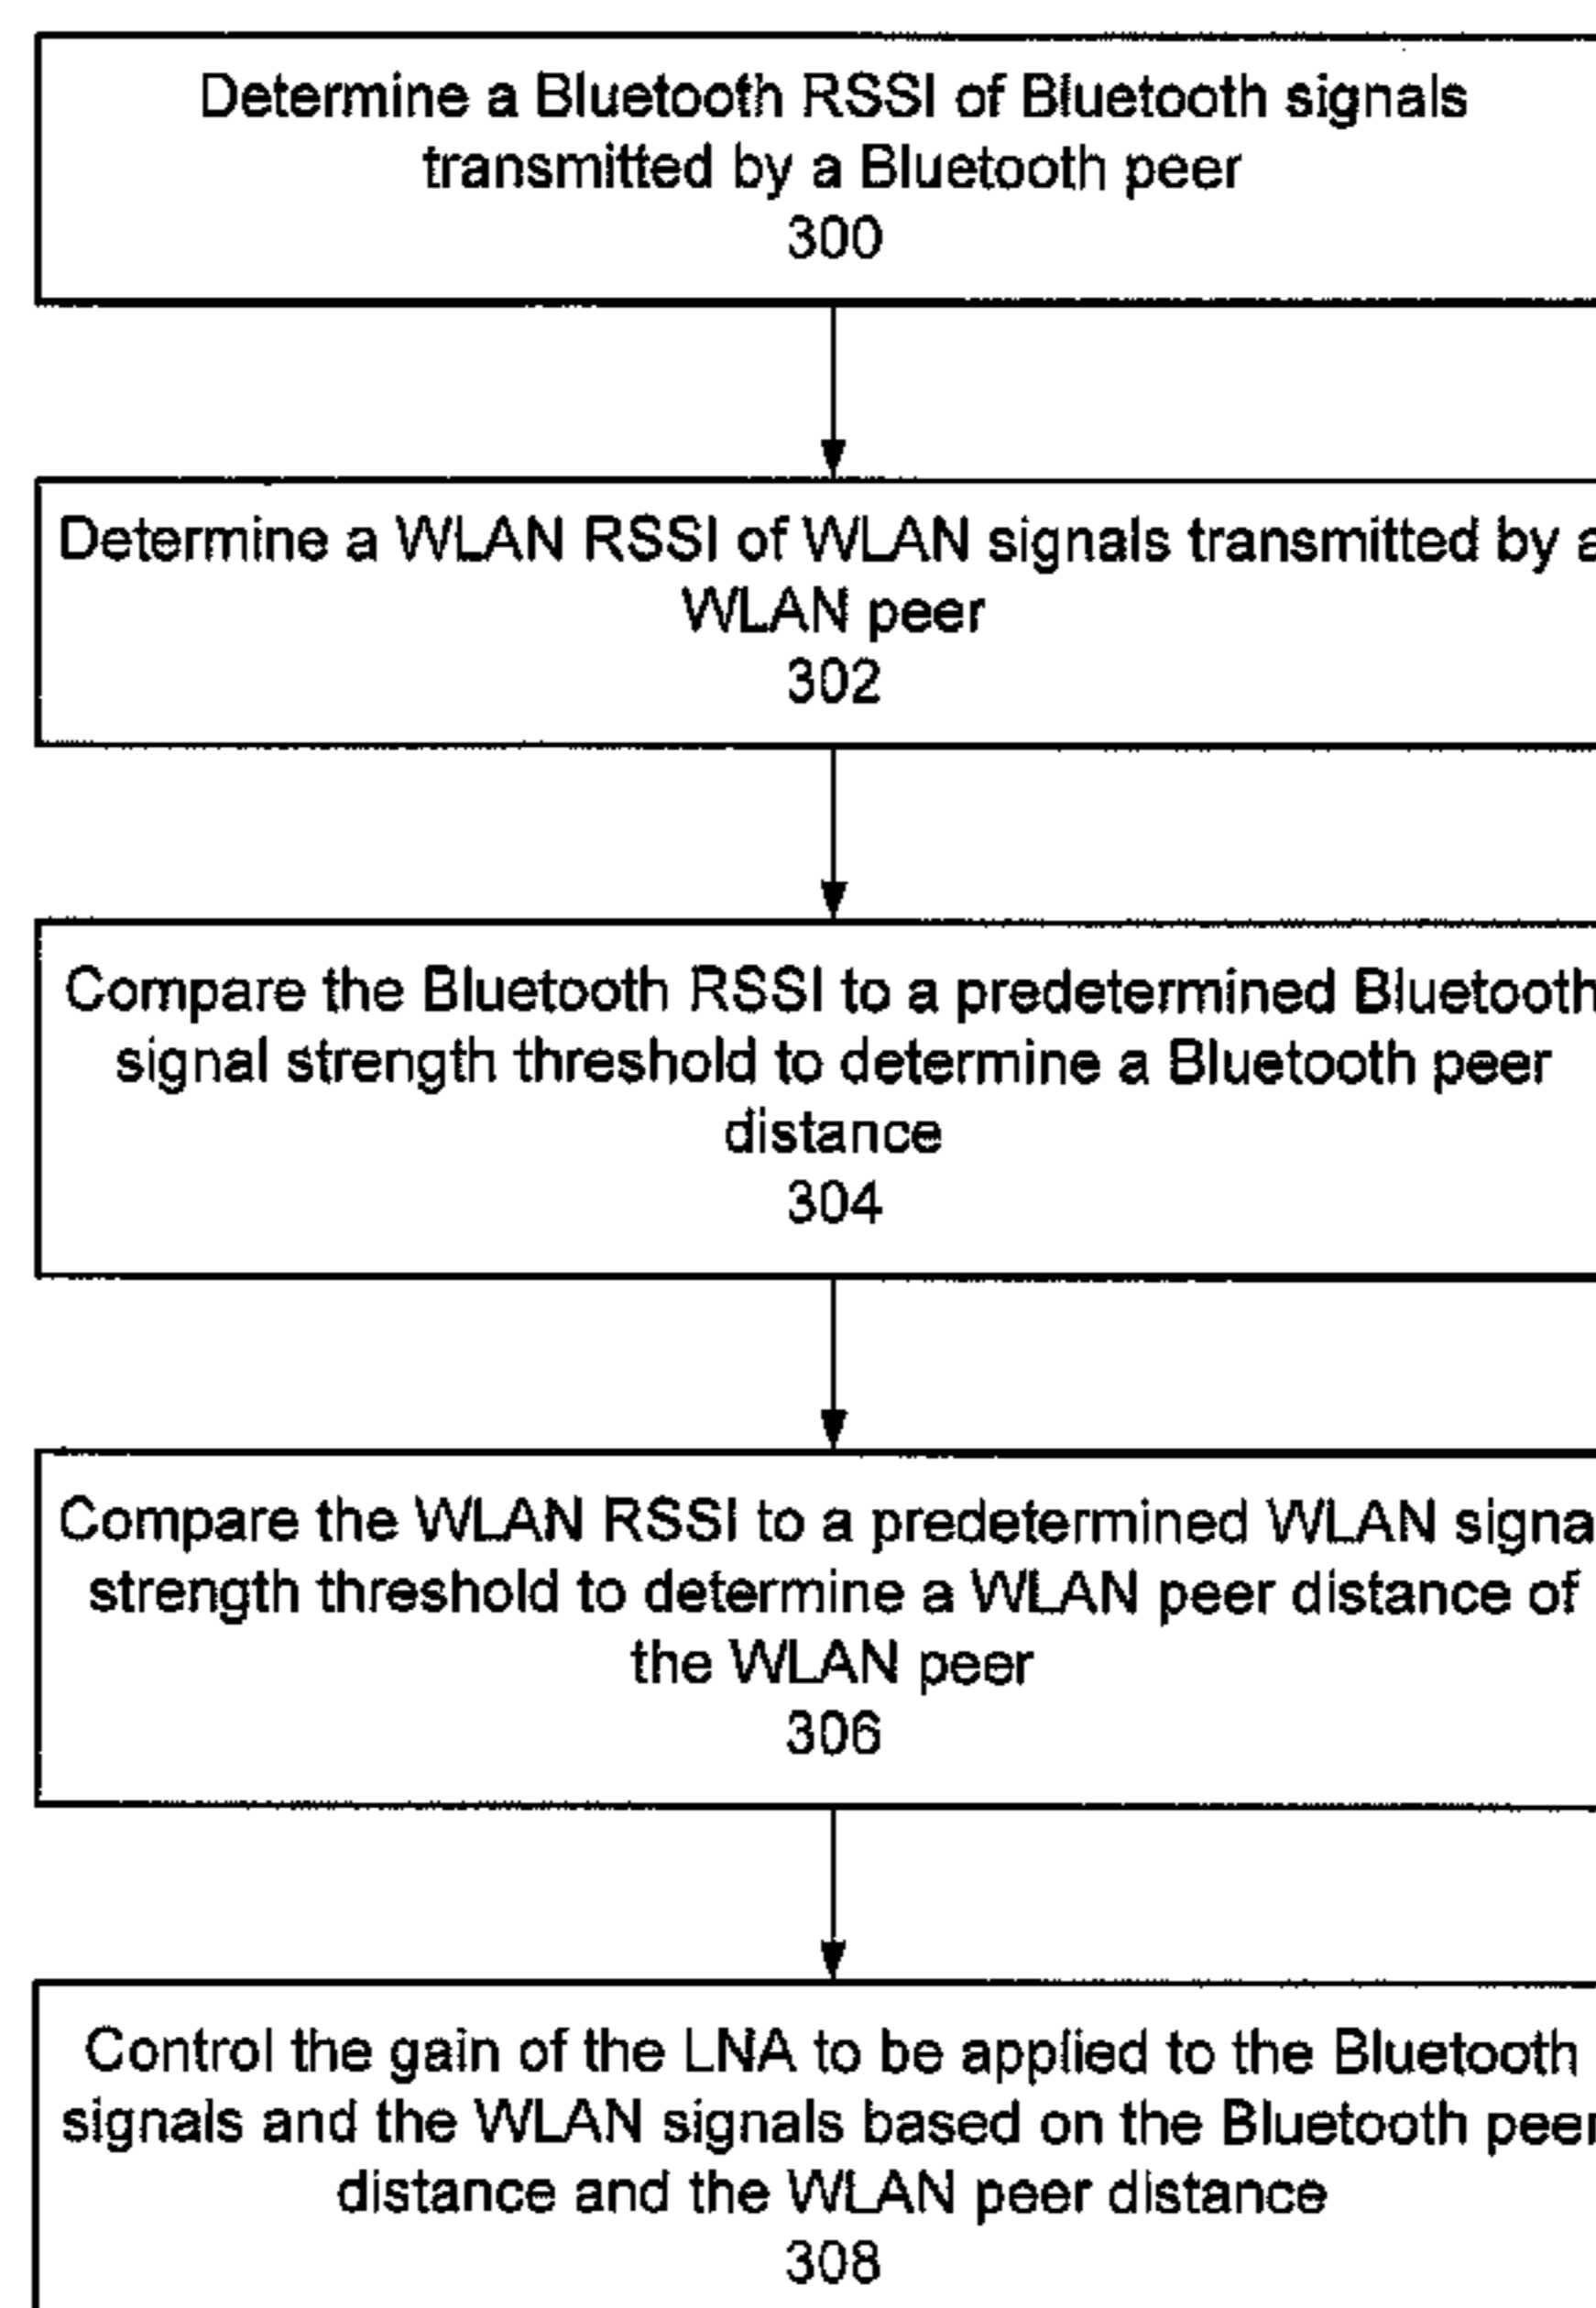 Determine a Bluetooth RSSI of Bluetooth signals
transmitted by a Bluetooth peer
300
Determine a WLAN RSSI of WLAN signals transmitted by a
WLAN peer
302
Compare the Bluetooth RSSI to a predetermined Bluetooth
signal strength threshold to determine a Bluetooth peer
distance
304
Compare the WLAN RSSI to a predetermined WLAN signal
strength threshold to determine a WLAN peer distance of
the WLAN peer
306
Control the gain of the LNA to be applied to the Bluetooth
signals and the WLAN signals based on the Bluetooth peer
distance and the WLAN peer distance
308